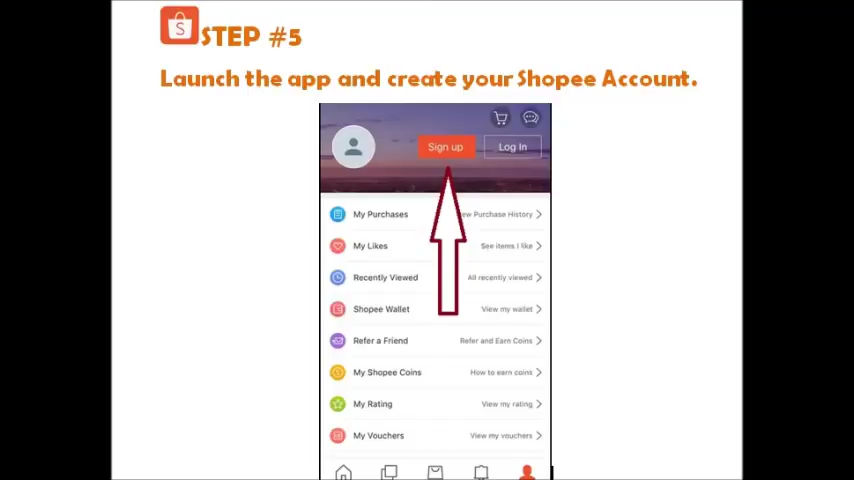 S
STEP #5
Launch the app and create your Shopee Account.
Sign up
Log In
My Purchases
ew Purchase History
My Likes
See items I like
Recently Viewed
All recently viewed
Shopee Wallet
View my wallet
Refer a Friend
Refer and Earn Coins
My Shopee Coins
How to earn coins
My Rating
View my rating
My Vouchers
View my vouchers